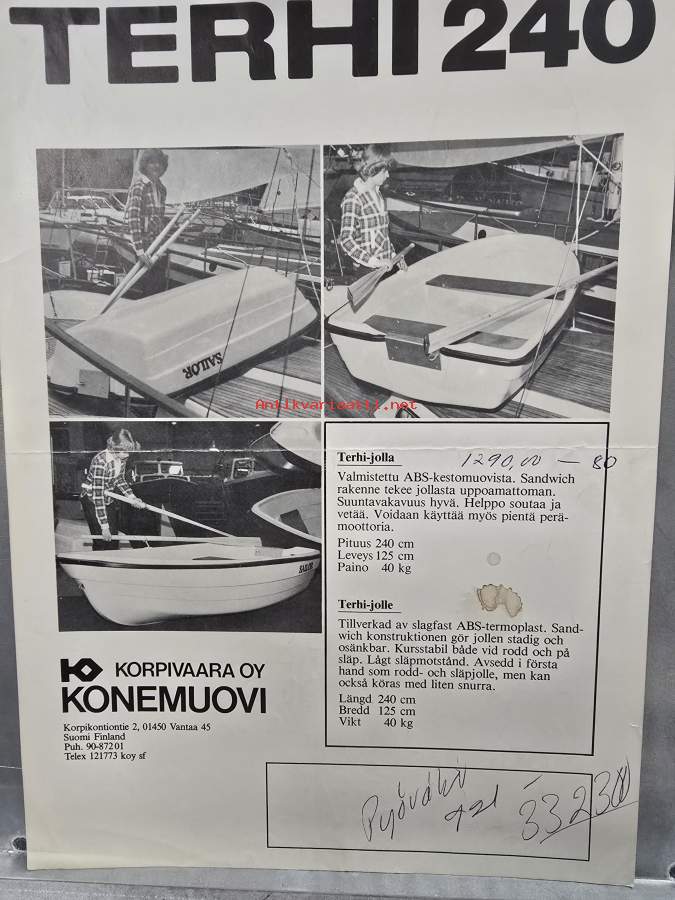 TERHI 240
SAILOR
Antikvariaatit.net
SAILOR
Terhi-jolla 1290,00 – 80
Valmistettu ABS-kestomuovista. Sandwich
rakenne tekee jollasta uppoamattoman.
Suuntavakavuus hyvä. Helppo soutaa ja
vetää. Voidaan käyttää myös pientä perä-
moottoria.
Pituus 240 cm
Leveys 125 cm
Paino 40 kg
Terhi-jolle
Tillverkad av slagfast ABS-termoplast. Sand-
wich konstruktionen gör jollen stadig och
osänkbar. Kursstabil både vid rodd och på
släp. Lågt släpmotstånd. Avsedd i första
hand som rodd- och släpjolle, men kan
också köras med liten snurra.
Längd 240 cm
Bredd 125 cm
Vikt 40 kg
KORPIVAARA OY
KONEMUOVI
Korpikontiontie 2, 01450 Vantaa 45
Suomi Finland
Puh. 90-872 01
Telex 121773 koy sf